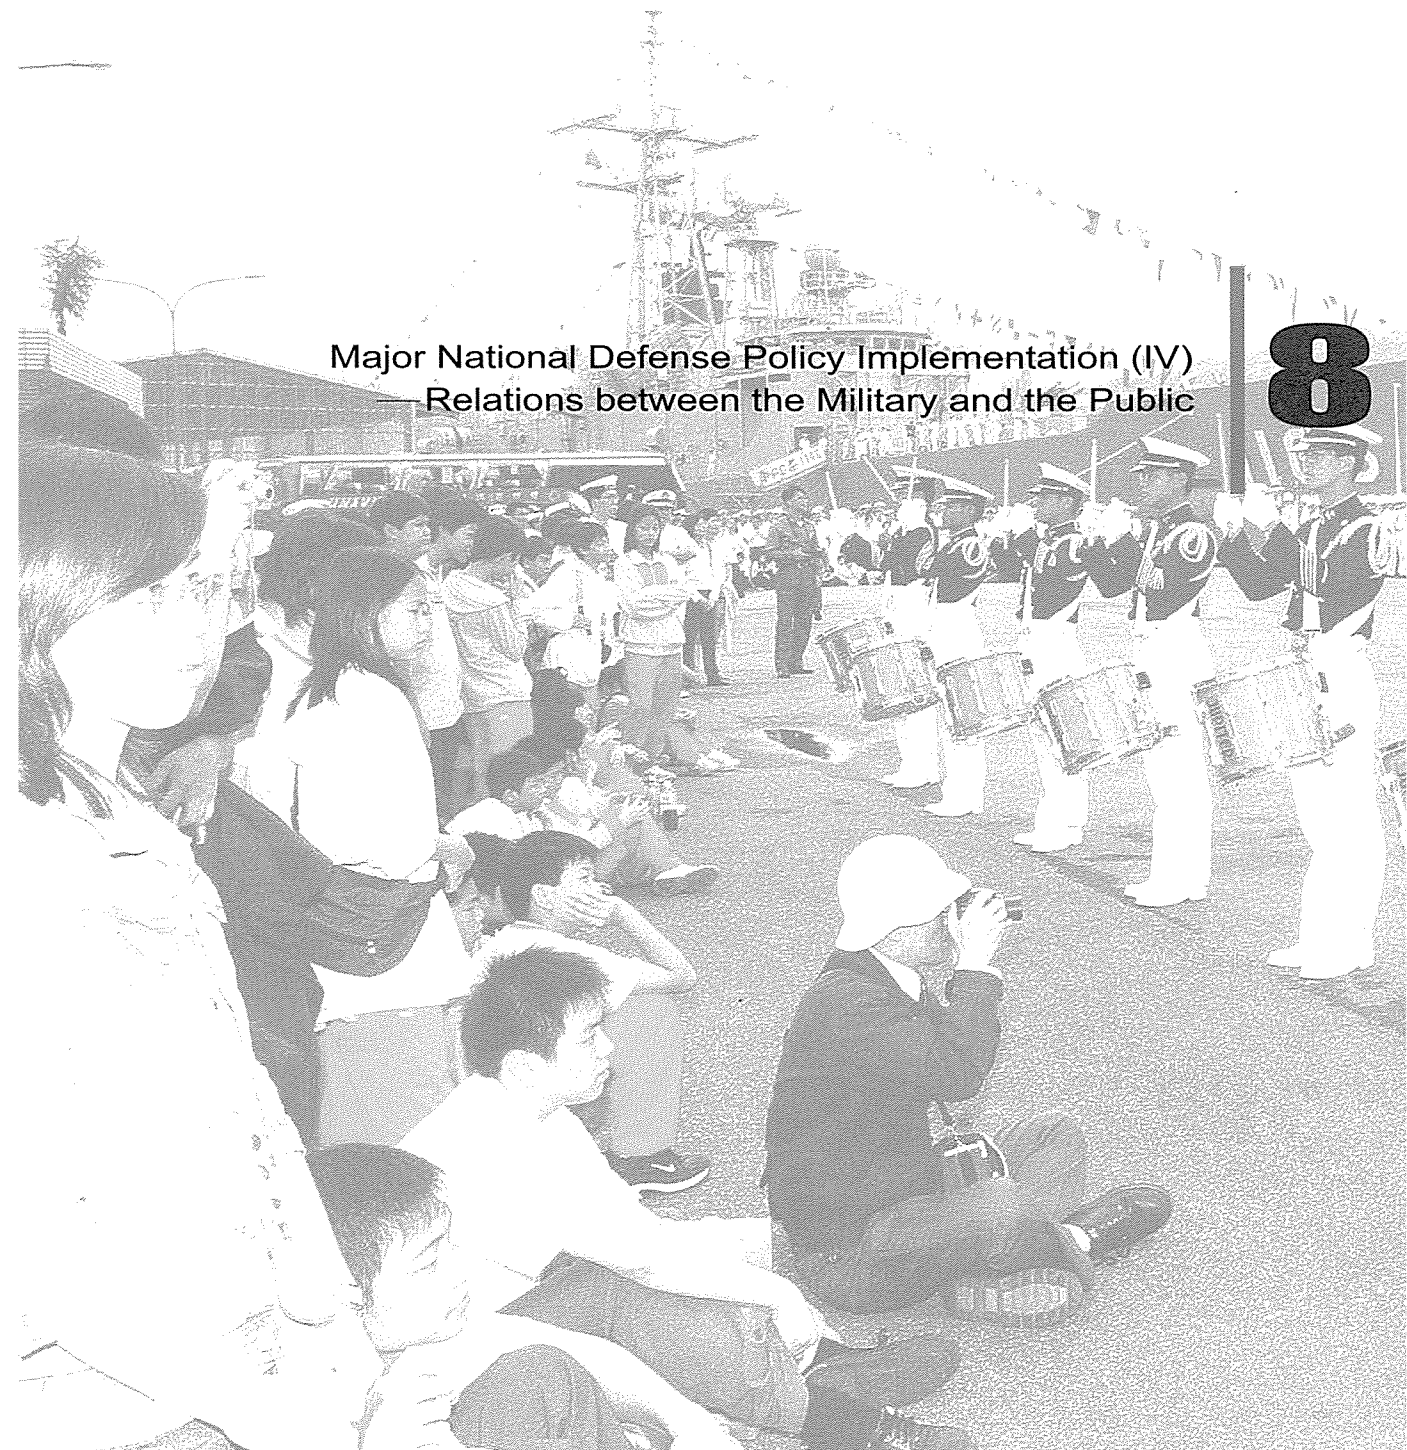 Major National Defense Policy Implementation (IV)
—Relations between the Military and the Public
8